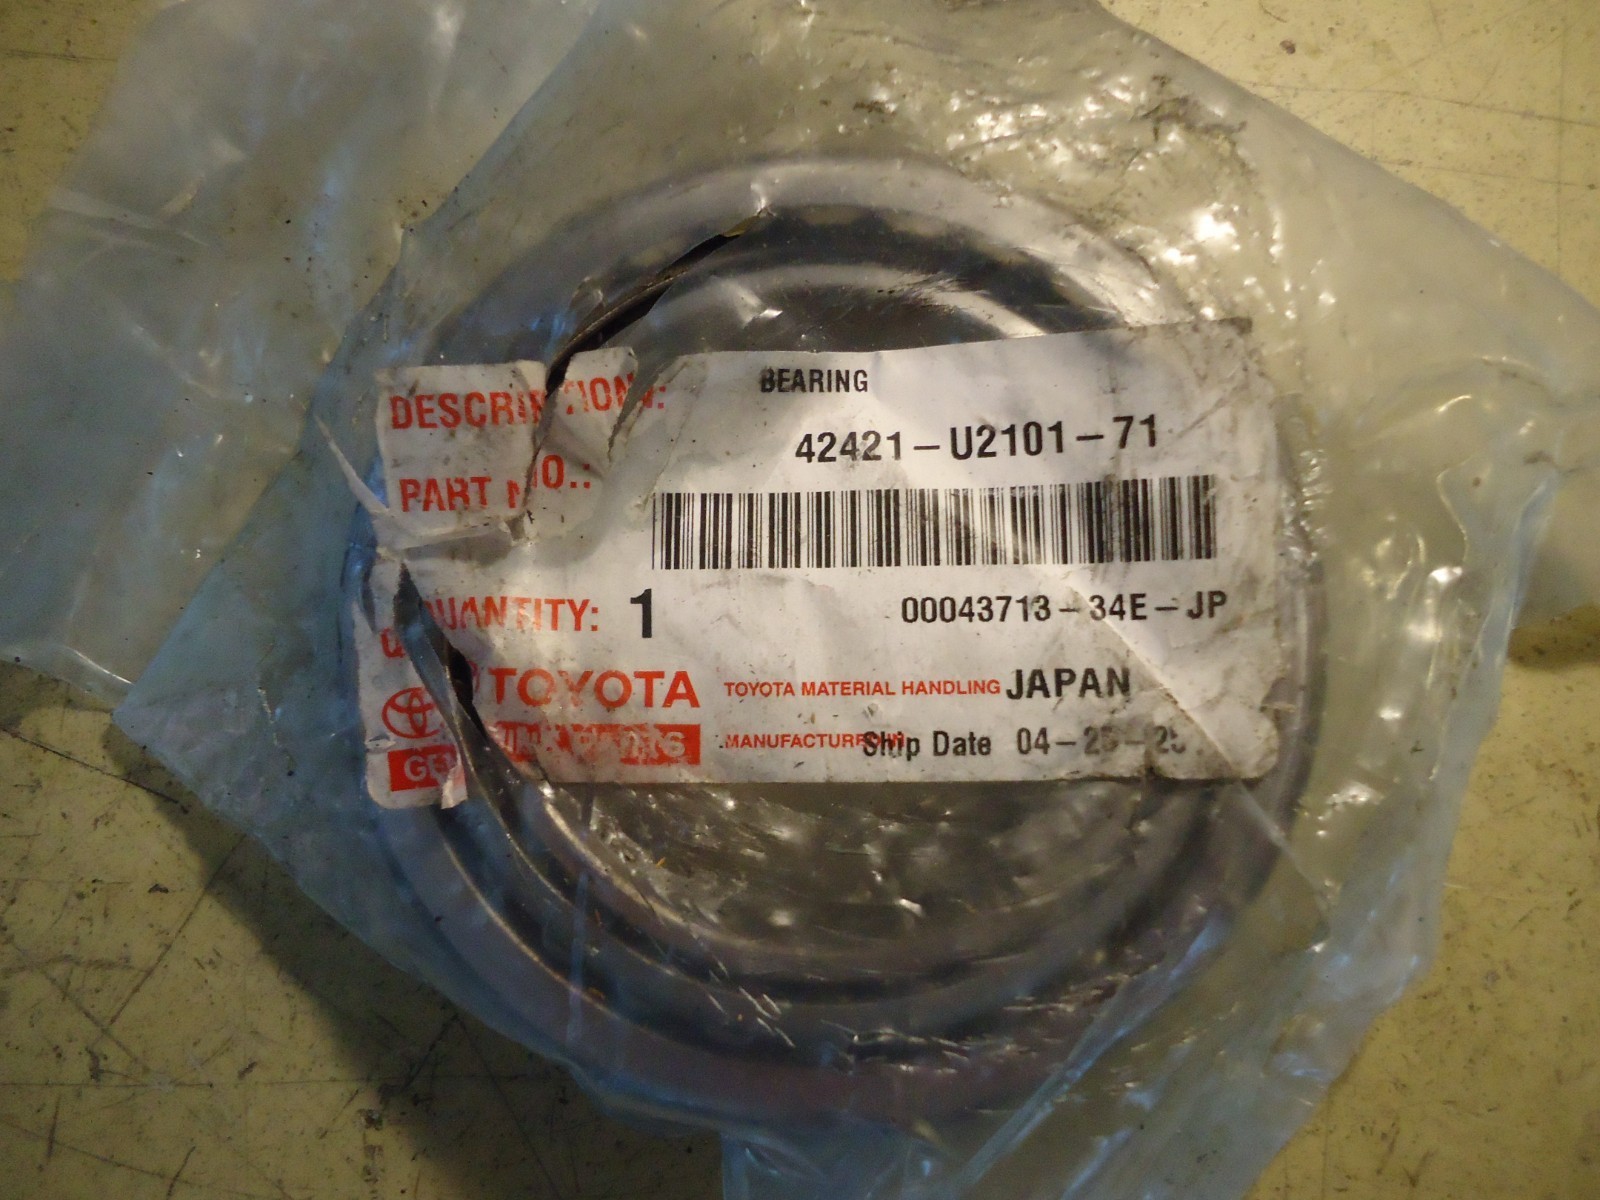 DESCRIPTION: BEARING
PART NO.: 42421-U2101-71
QUANTITY: 1 00043713-34E-JP
TOYOTA TOYOTA MATERIAL HANDLING JAPAN
Ship Date